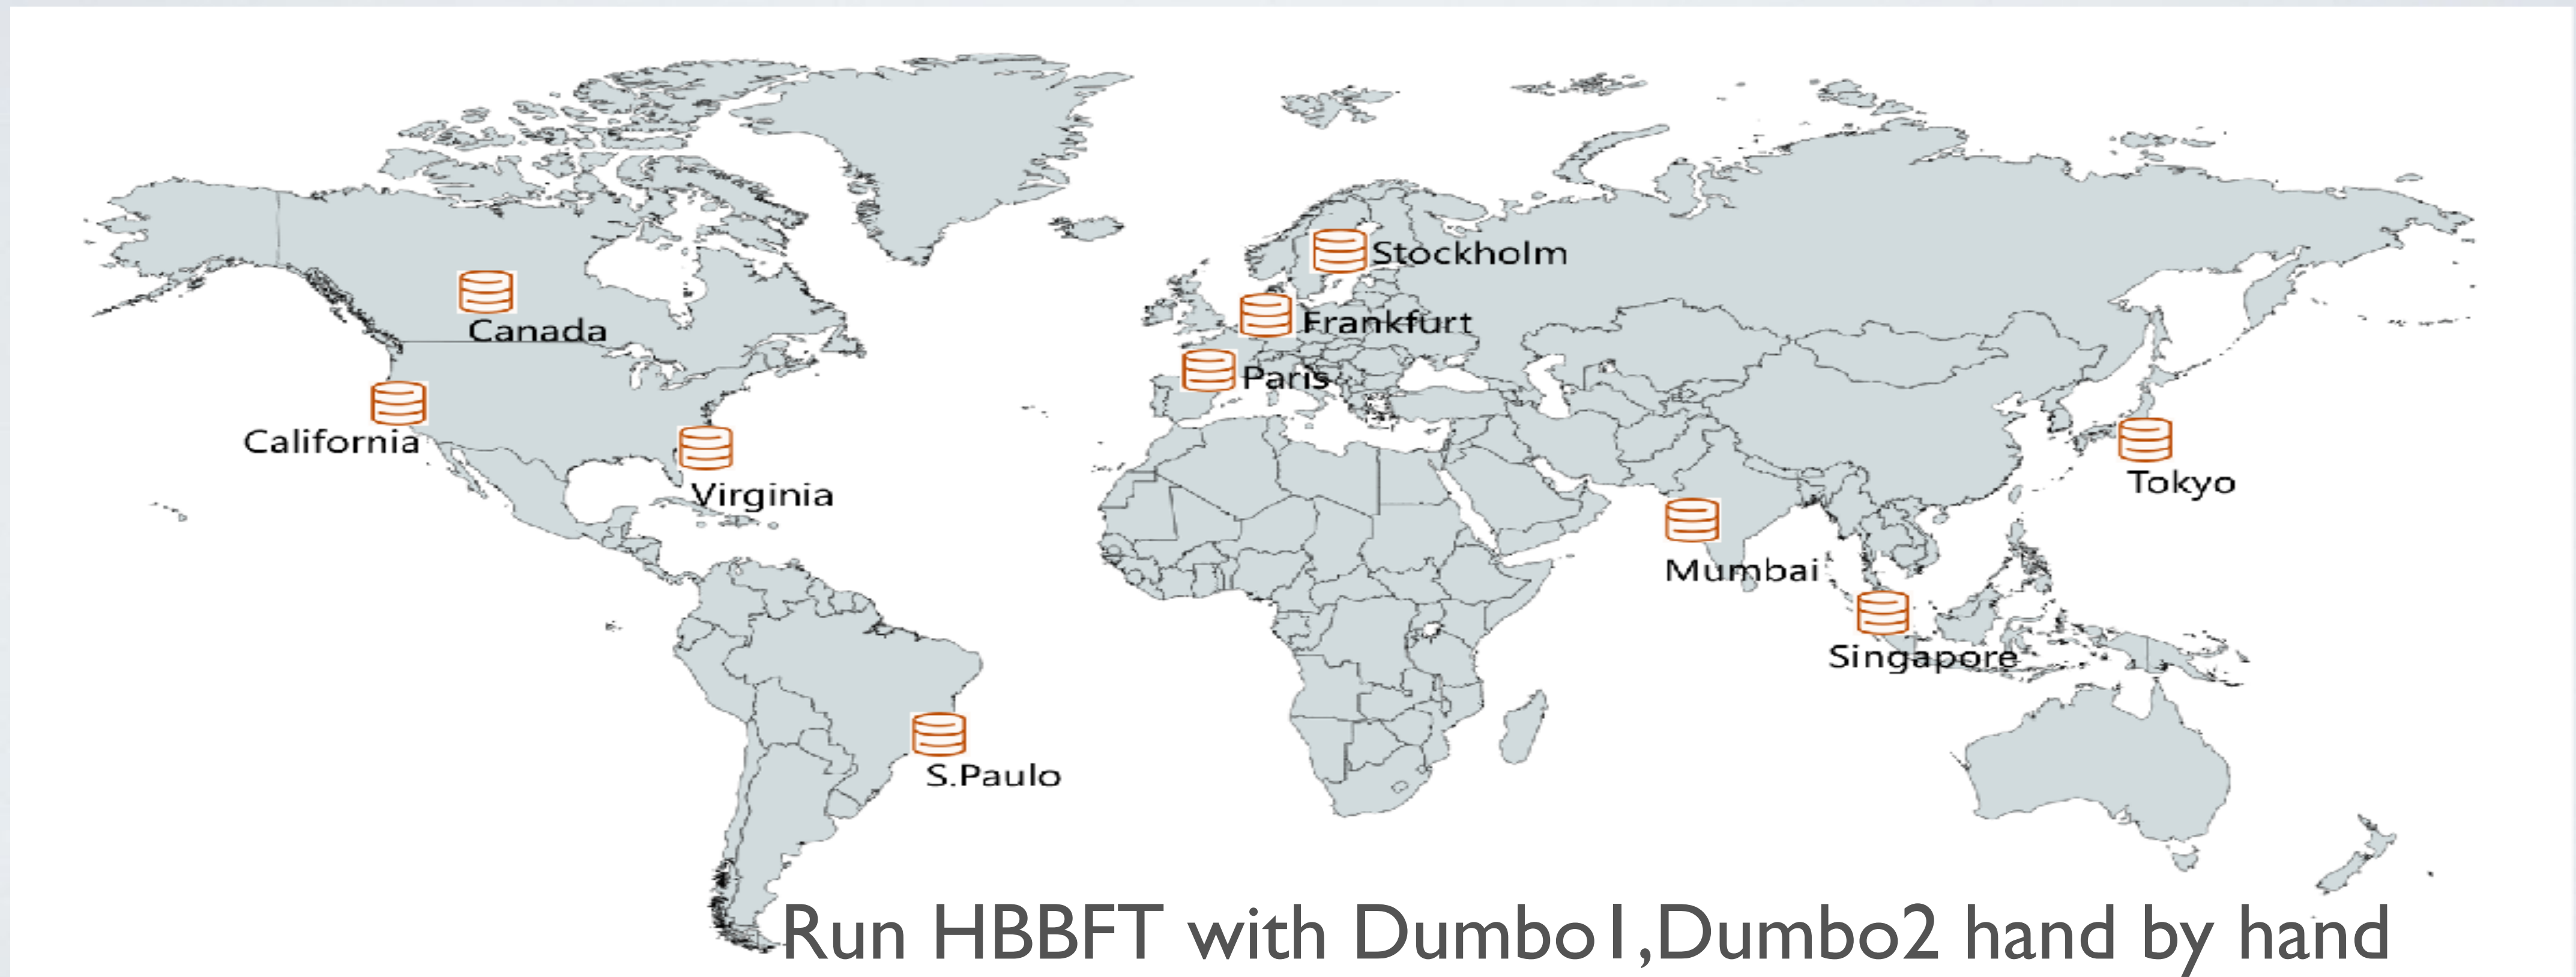 Stockholm
Canada
Frankfurt
Paris
California
Virginia
Tokyo
Mumbai
Singapore
S.Paulo
Run HBBFT with Dumbo1,Dumbo2 hand by hand